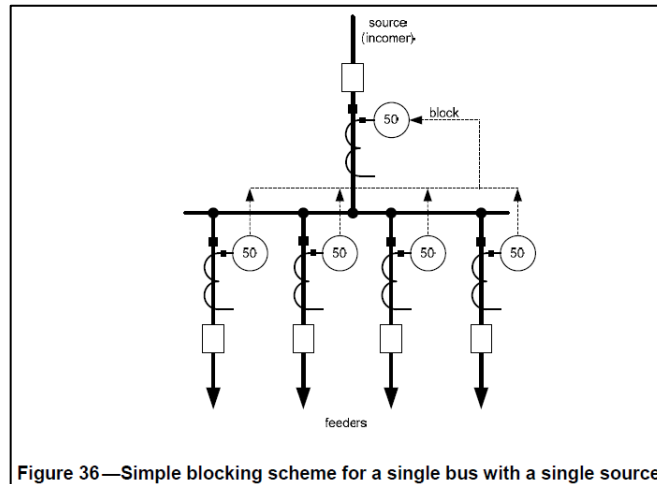 source
(incomer)
50
block
50
50
50
50
feeders
Figure 36—Simple blocking scheme for a single bus with a single source